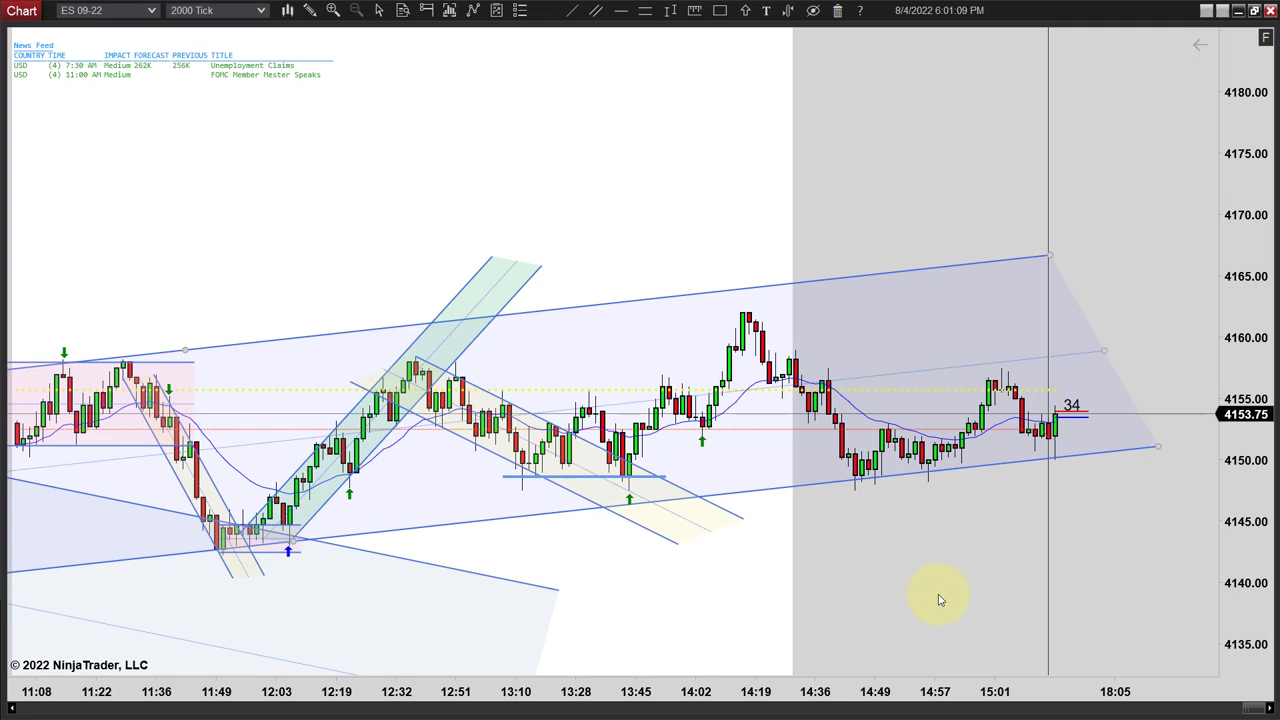 Chart ES 09-22 2000 Tick T ? 8/4/2022 6:01:09 PM
F
News Feed
COUNTRY TIME IMPACT FORECAST PREVIOUS TITLE
USD (4) 7:30 AM Medium 262K 256K Unemployment Claims
USD (4) 11:00 AM Medium FOMC Member Mester Speaks
4180.00
4175.00
4170.00
4165.00
4160.00
4155.00
34
4153.75
4150.00
4145.00
4140.00
4135.00
© 2022 NinjaTrader, LLC
11:08 11:22 11:36 11:49 12:03 12:19 12:32 12:51 13:10 13:28 13:45 14:02 14:19 14:36 14:49 14:57 15:01 18:05